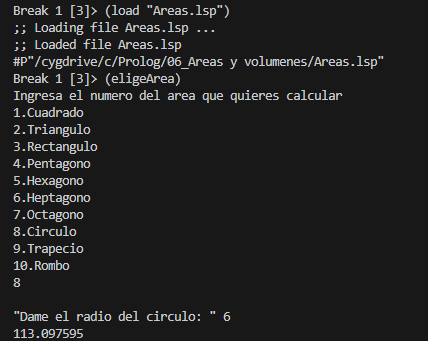 Break 1 [3]> (load "Areas.lsp")
;; Loading file Areas.lsp ...
;; Loaded file Areas.lsp
#P"/cygdrive/c/Prolog/06_Areas y volumenes/Areas.lsp"
Break 1 [3]> (eligeArea)
Ingresa el numero del area que quieres calcular
1.Cuadrado
2.Triangulo
3.Rectangulo
4.Pentagono
5.Hexagono
6.Heptagono
7.Octagono
8.Circulo
9.Trapecio
10.Rombo
8
"Dame el radio del circulo: " 6
113.097595